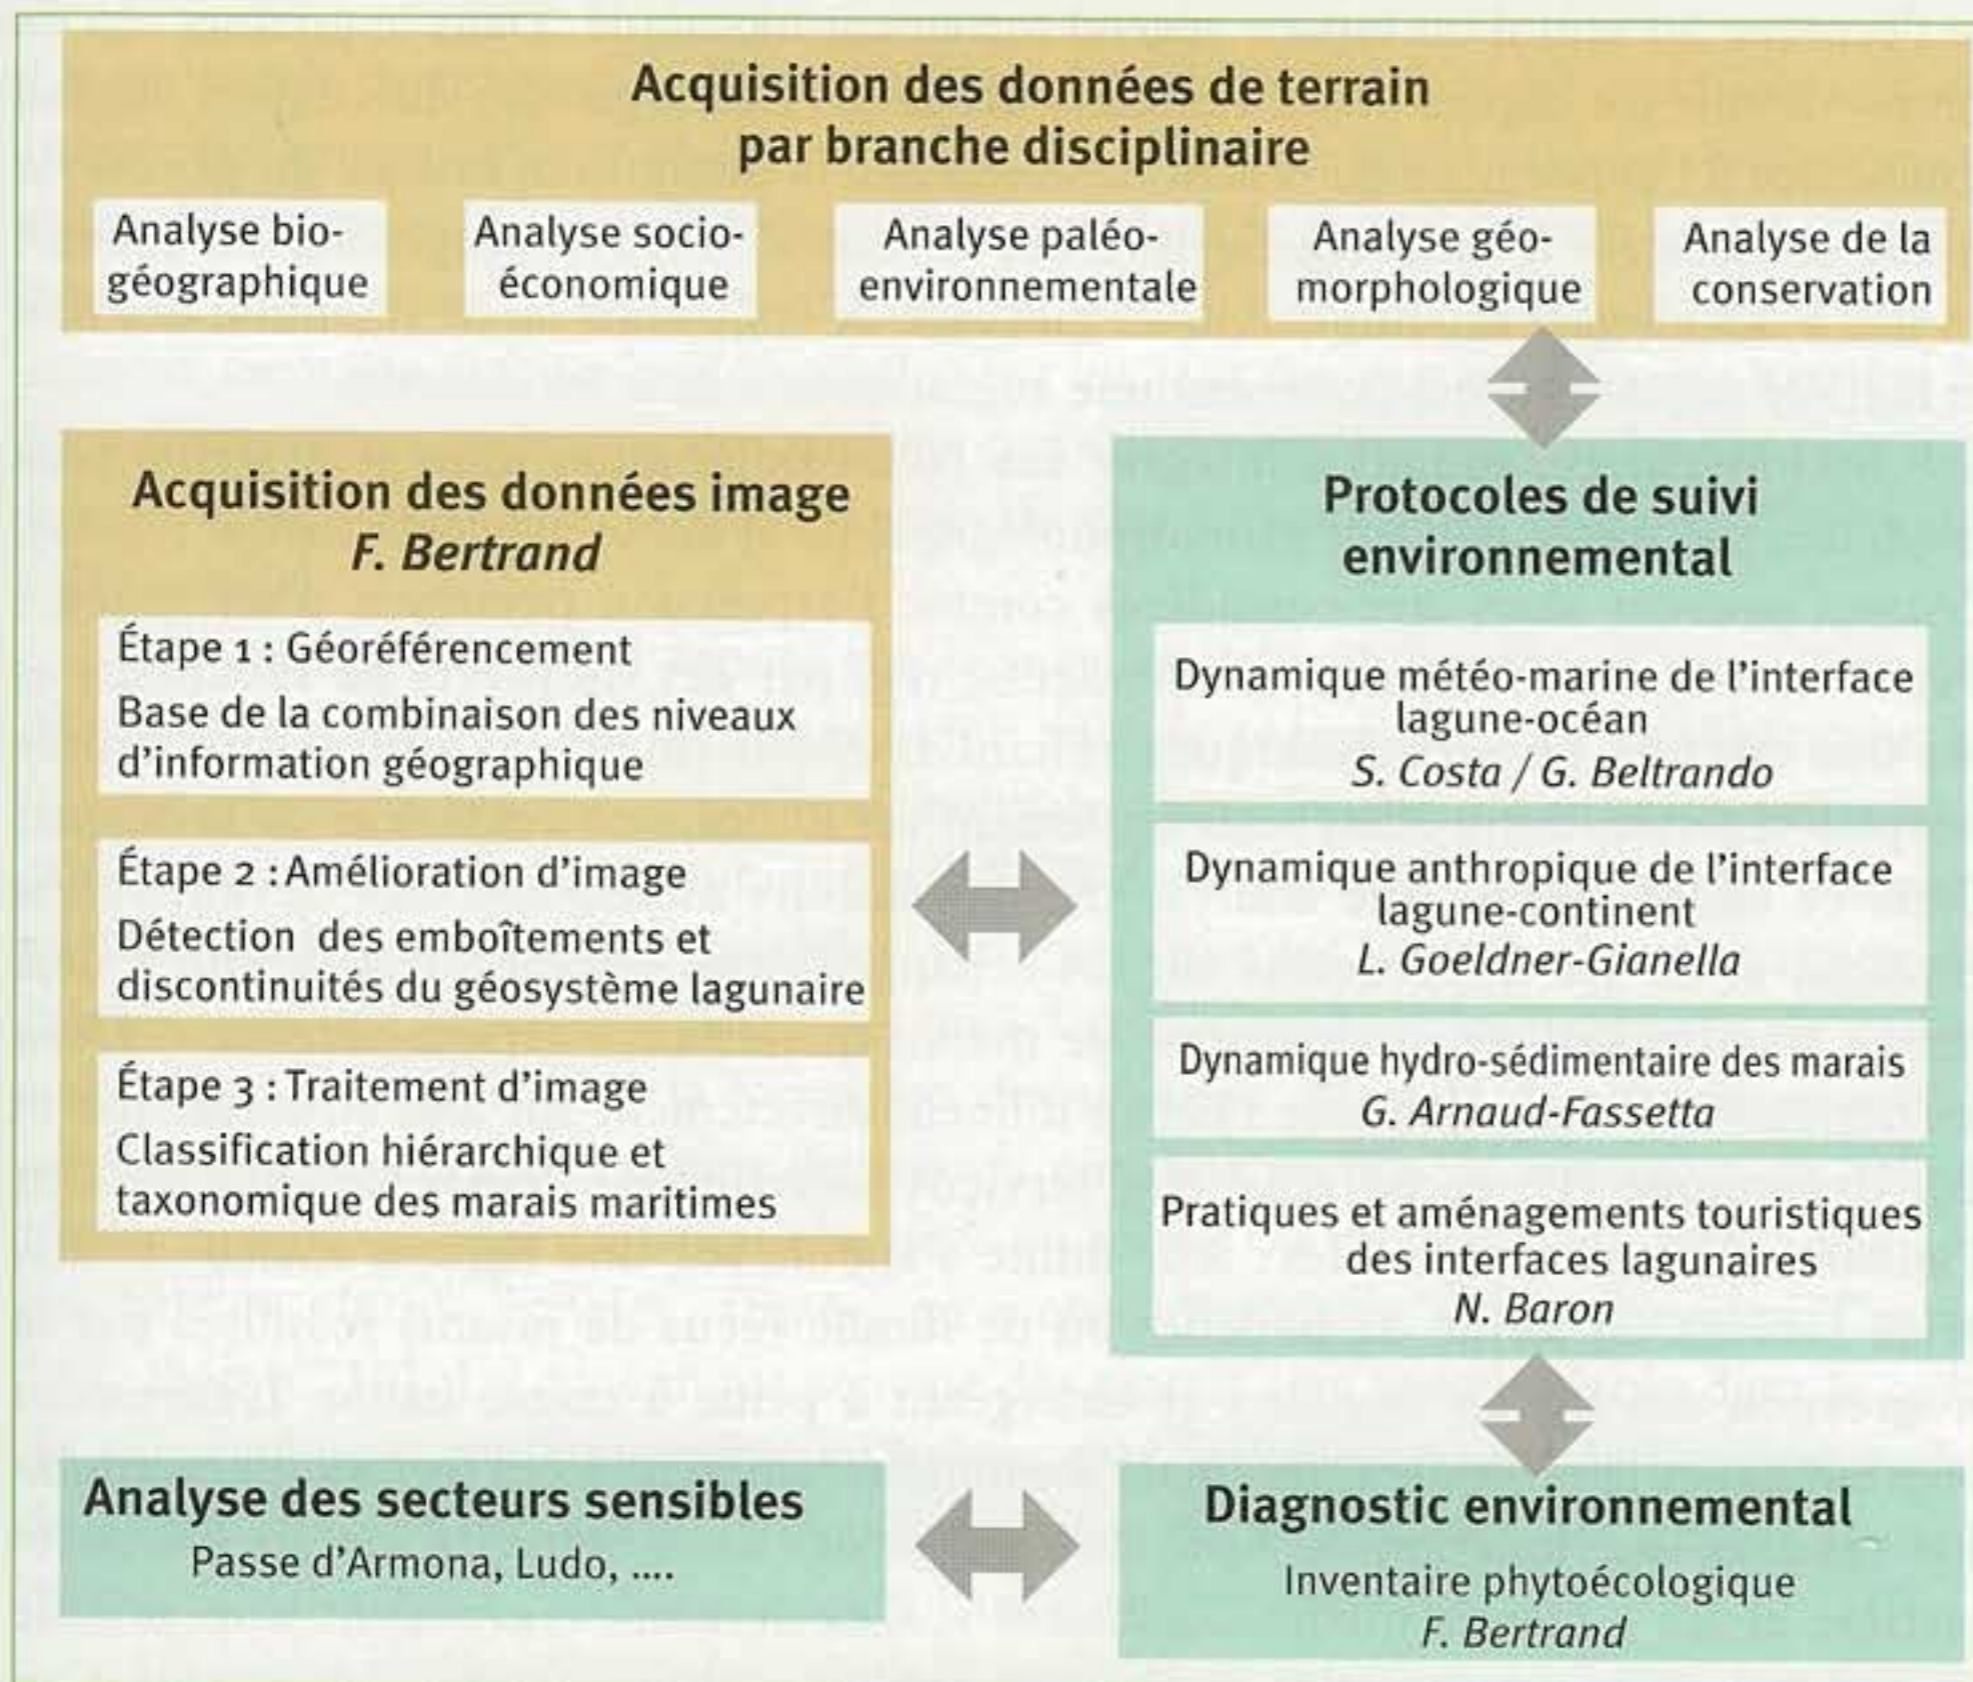 Acquisition des données de terrain
par branche disciplinaire
Analyse bio-
géographique
Analyse socio-
économique
Analyse paléo-
environnementale
Analyse géo-
morphologique
Analyse de la
conservation
Acquisition des données image
F. Bertrand
Étape 1 : Géoréférencement
Base de la combinaison des niveaux
d'information géographique
Étape 2 : Amélioration d'image
Détection des emboîtements et
discontinuités du géosystème lagunaire
Étape 3 : Traitement d'image
Classification hiérarchique et
taxonomique des marais maritimes
Protocoles de suivi
environnemental
Dynamique météo-marine de l'interface
lagune-océan
S. Costa / G. Beltrando
Dynamique anthropique de l'interface
lagune-continent
L. Goeldner-Gianella
Dynamique hydro-sédimentaire des marais
G. Arnaud-Fassetta
Pratiques et aménagements touristiques
des interfaces lagunaires
N. Baron
Analyse des secteurs sensibles
Passe d'Armona, Ludo, ....
Diagnostic environnemental
Inventaire phytoécologique
F. Bertrand